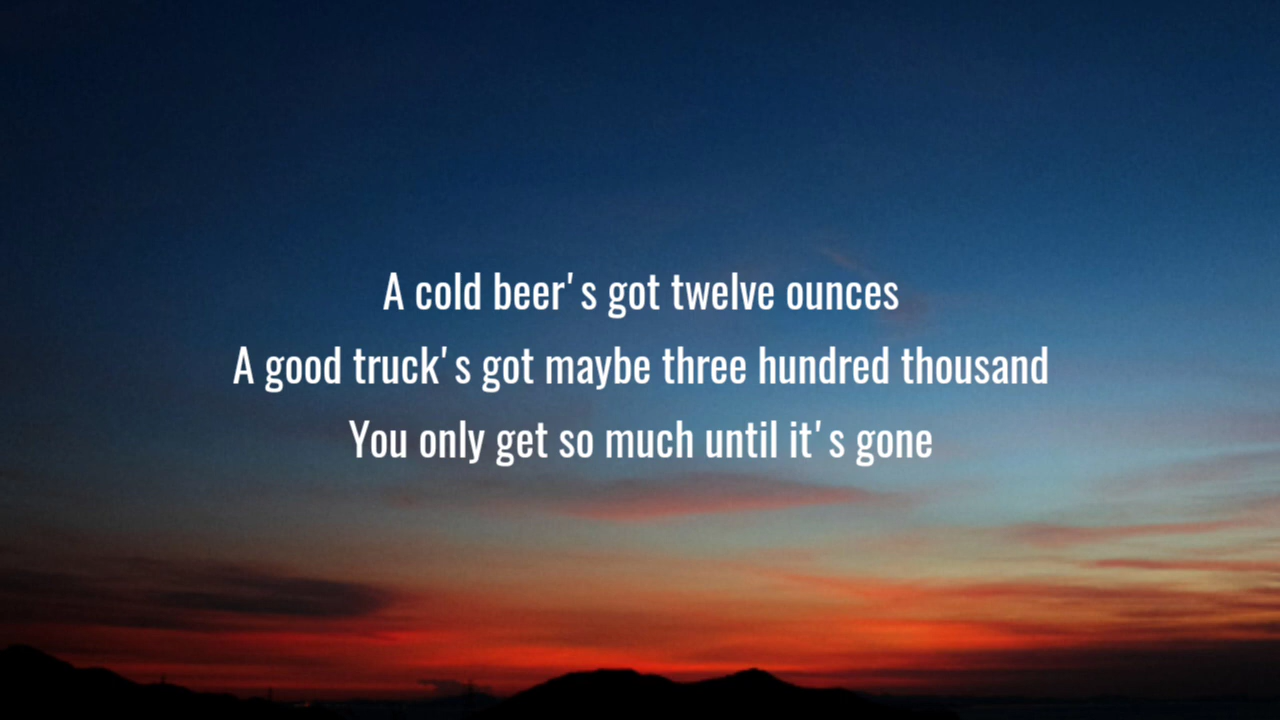 A cold beer's got twelve ounces
A good truck's got maybe three hundred thousand
You only get so much until it's gone